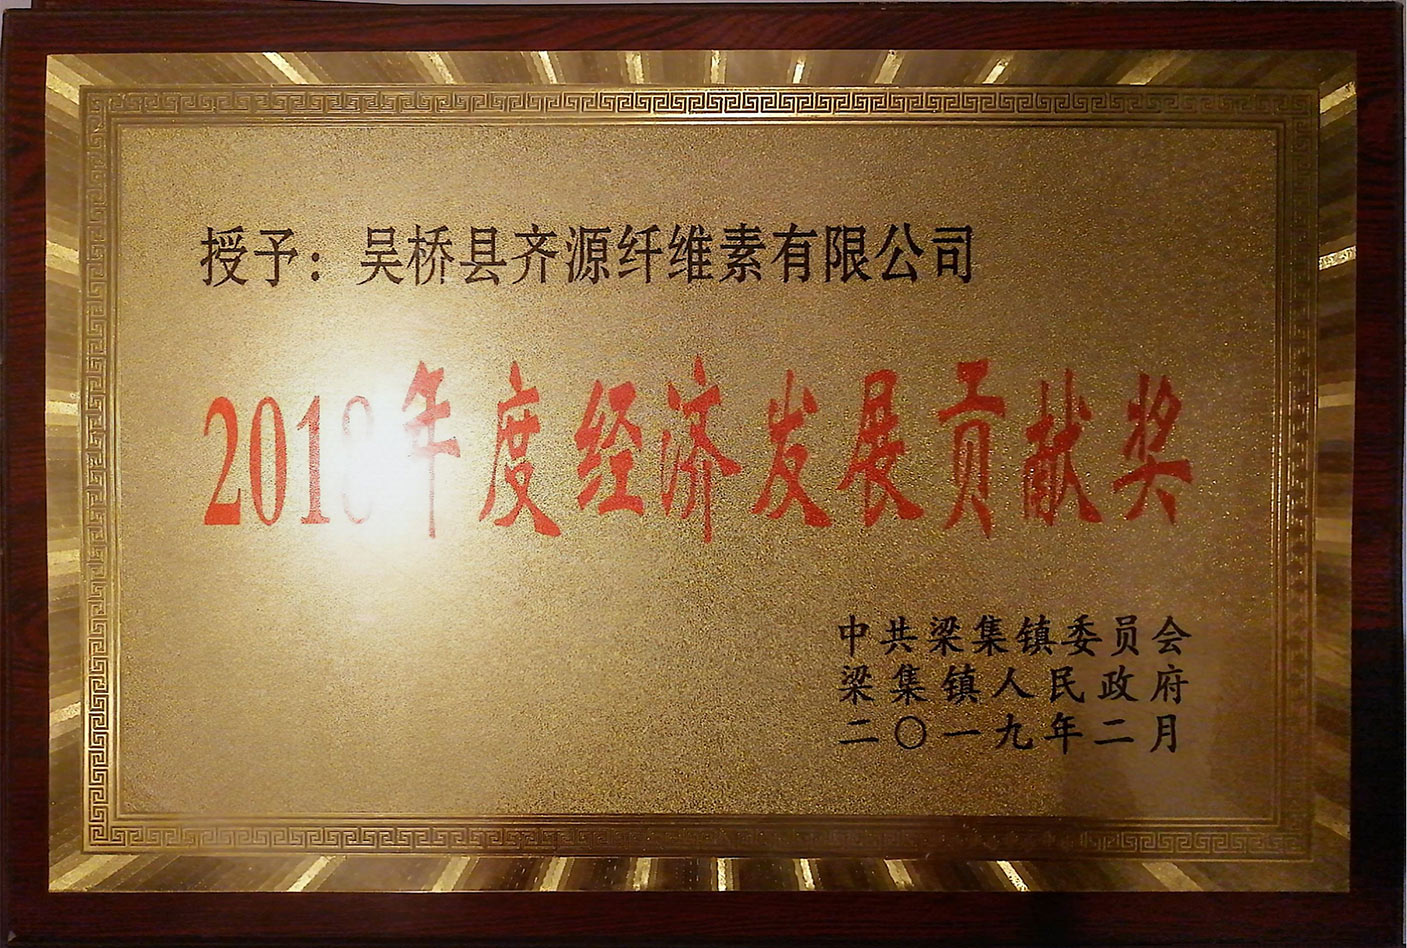 授予：吴桥县齐源纤维素有限公司
2018年度经济发展贡献奖
中共梁集镇委员会
梁集镇人民政府
二〇一九年二月